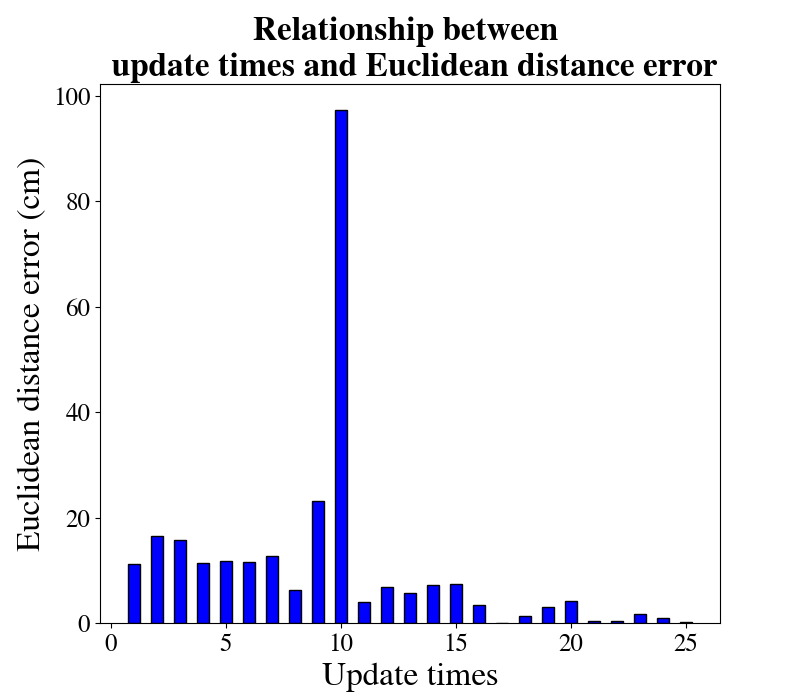 Relationship between
update times and Euclidean distance error
Euclidean distance error (cm)
100
80
60
40
20
0
0 5 10 15 20 25
Update times